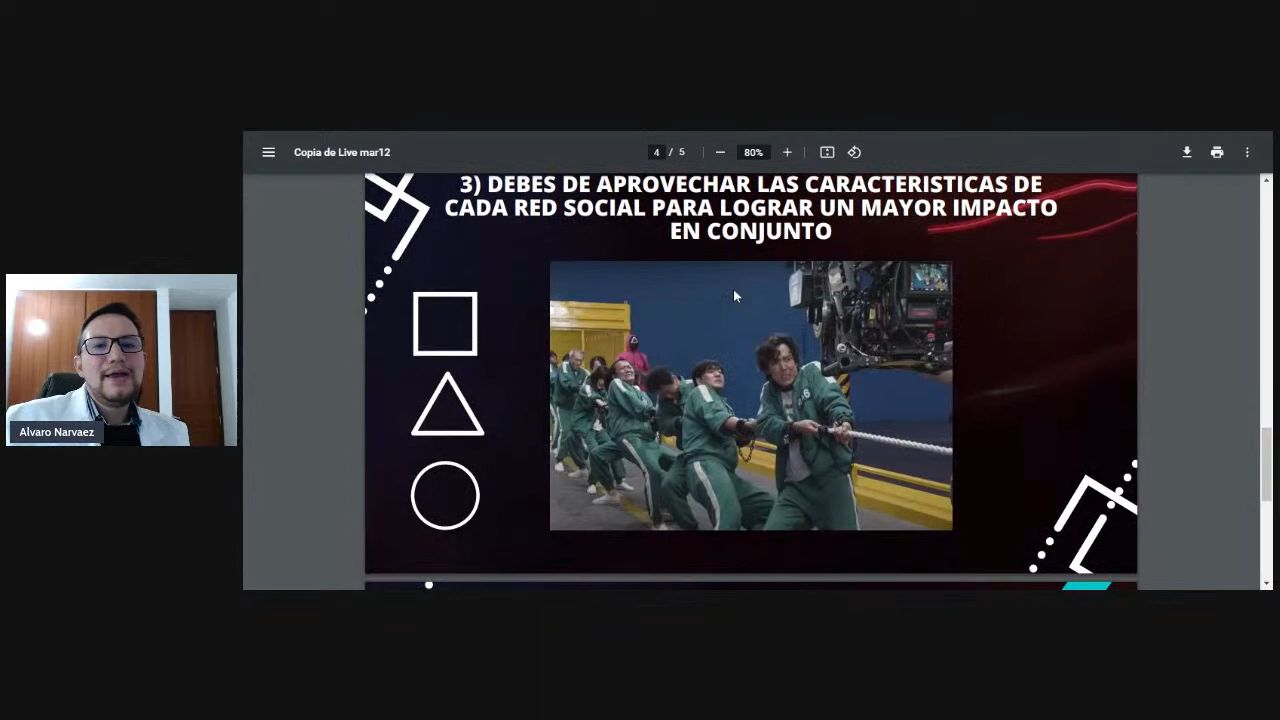 Copia de Live mar12
4 / 5
80%
3) DEBES DE APROVECHAR LAS CARACTERISTICAS DE
CADA RED SOCIAL PARA LOGRAR UN MAYOR IMPACTO
EN CONJUNTO
Alvaro Narvaez